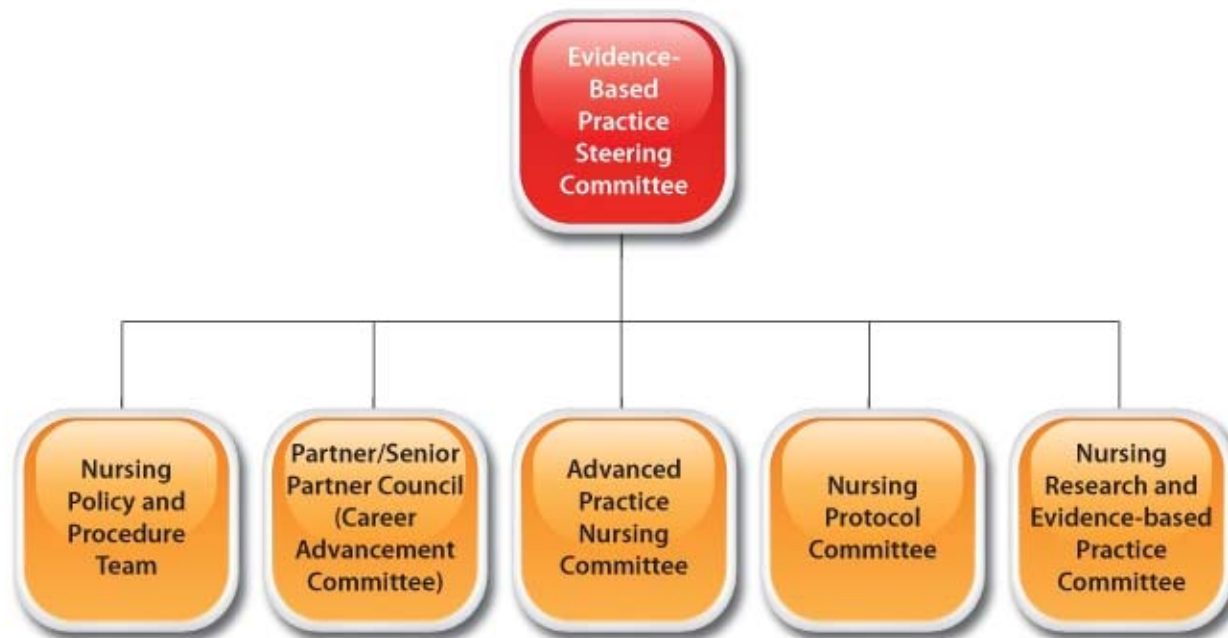 Evidence-
Based
Practice
Steering
Committee
Nursing
Policy and
Procedure
Team
Partner/Senior
Partner Council
(Career
Advancement
Committee)
Advanced
Practice
Nursing
Committee
Nursing
Protocol
Committee
Nursing
Research and
Evidence-based
Practice
Committee